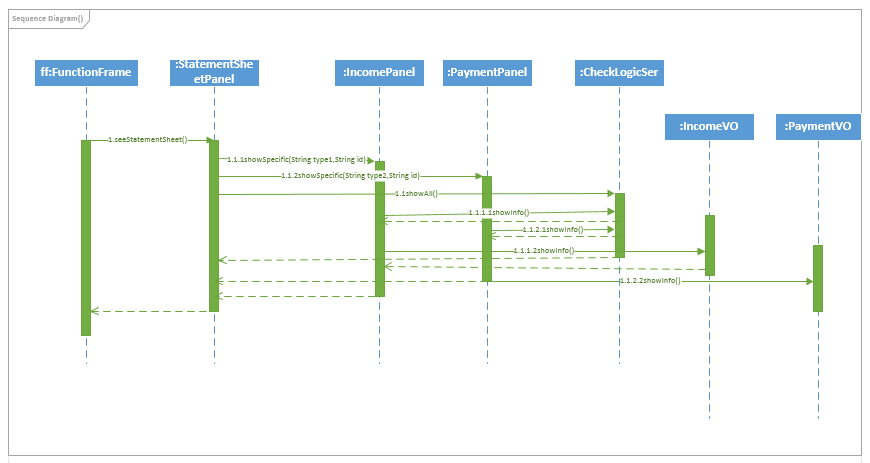 Sequence Diagram()
ff:FunctionFrame
:StatementShe
etPanel
:IncomePanel
:PaymentPanel
:CheckLogicSer
:IncomeVO
:PaymentVO
1.seeStatementSheet()
1.1.1showSpecific(String type1,String id)
1.1.2showSpecific(String type2,String id)
1.1showAll()
1.1.1.1showInfo()
1.1.2.1showInfo()
1.1.1.2showInfo()
1.1.2.2showInfo()